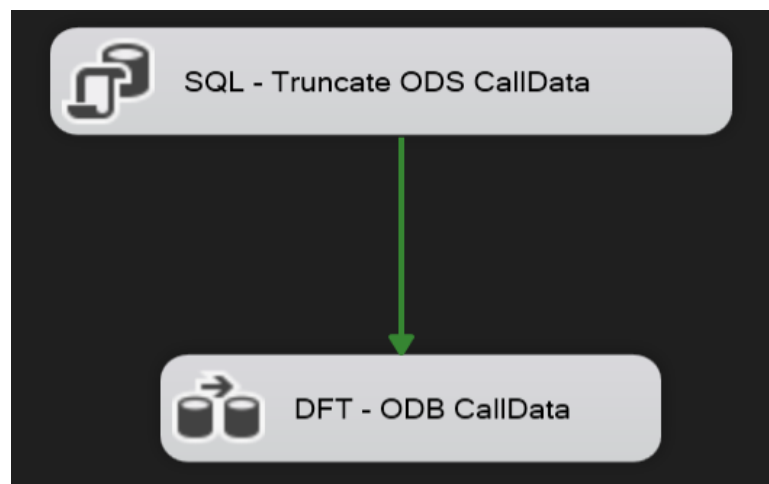 SQL - Truncate ODS CallData
DFT - ODB CallData